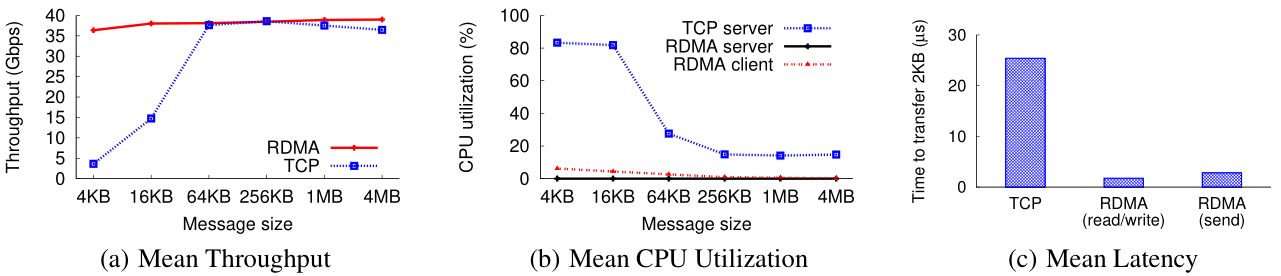 Throughput (Gbps)
40
35
30
25
20
15
10
5
0
RDMA
TCP
4KB 16KB 64KB 256KB 1MB 4MB
Message size
(a) Mean Throughput
CPU utilization (%)
100
80
60
40
20
0
TCP server
RDMA server
RDMA client
4KB 16KB 64KB 256KB 1MB 4MB
Message size
(b) Mean CPU Utilization
Time to transfer 2KB (µs)
30
20
10
0
TCP RDMA RDMA
(read/write) (send)
(c) Mean Latency